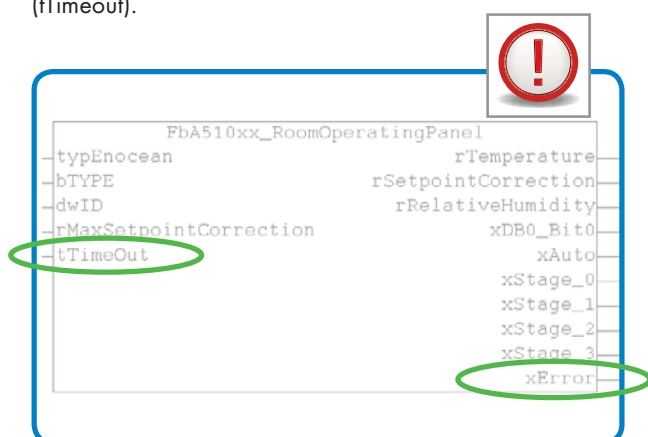 (tTimeout).
!
FbA510xx_RoomOperatingPanel
typEnocean rTemperature
bTYPE rSetpointCorrection
dwID rRelativeHumidity
rMaxSetpointCorrection xDB0_Bit0
tTimeOut xAuto
xStage_0
xStage_1
xStage_2
xStage_3
xError